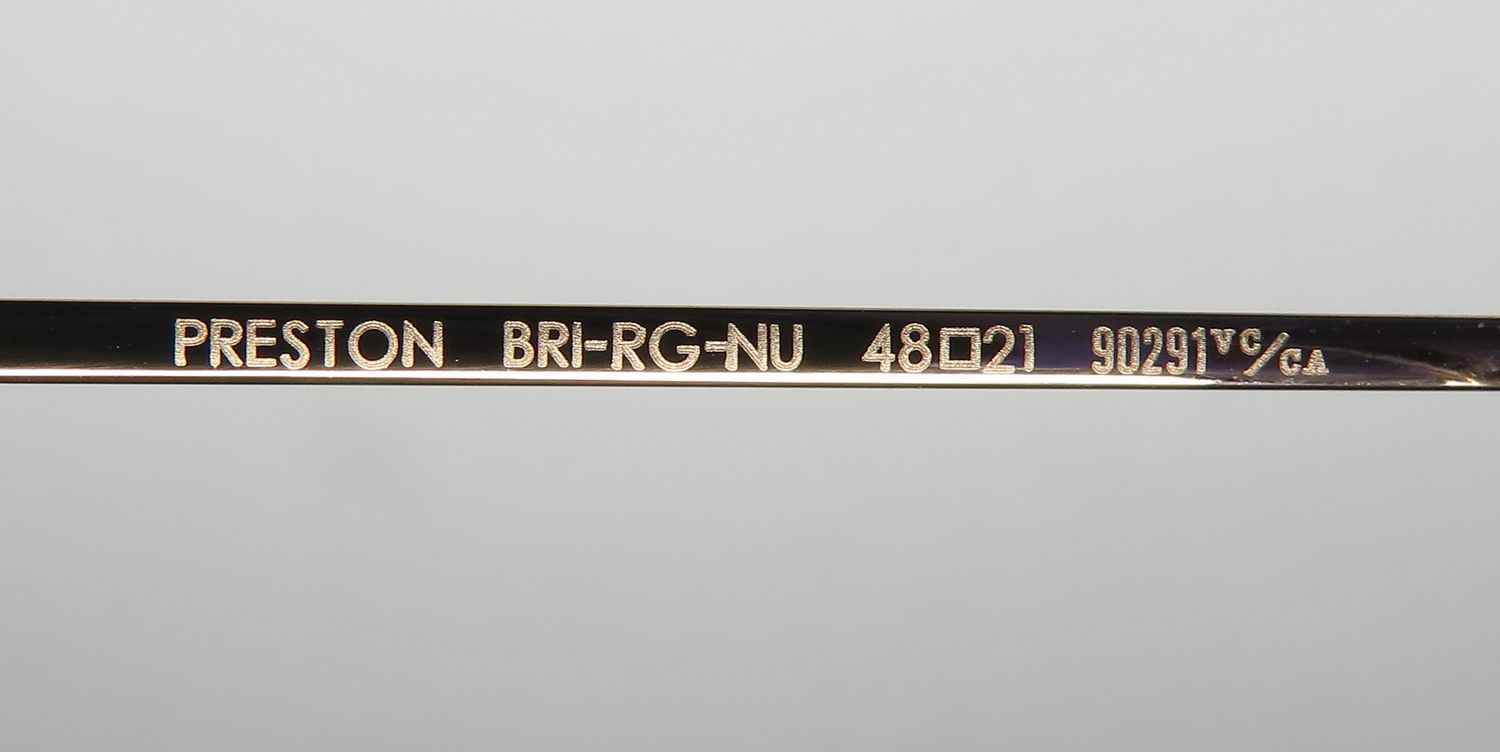 PRESTON BRI-RG-NU 48□21 90291 VC/CA